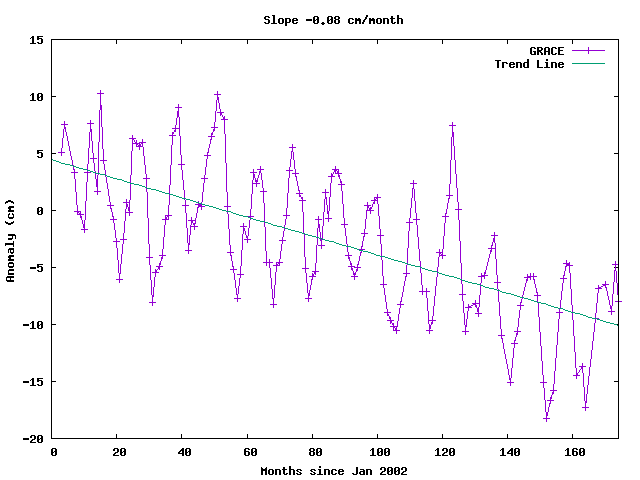 Slope -0.08 cm/month
15
10
5
0
-5
-10
-15
-20
Anomaly (cm)
GRACE
Trend Line
0 20 40 60 80 100 120 140 160
Months since Jan 2002